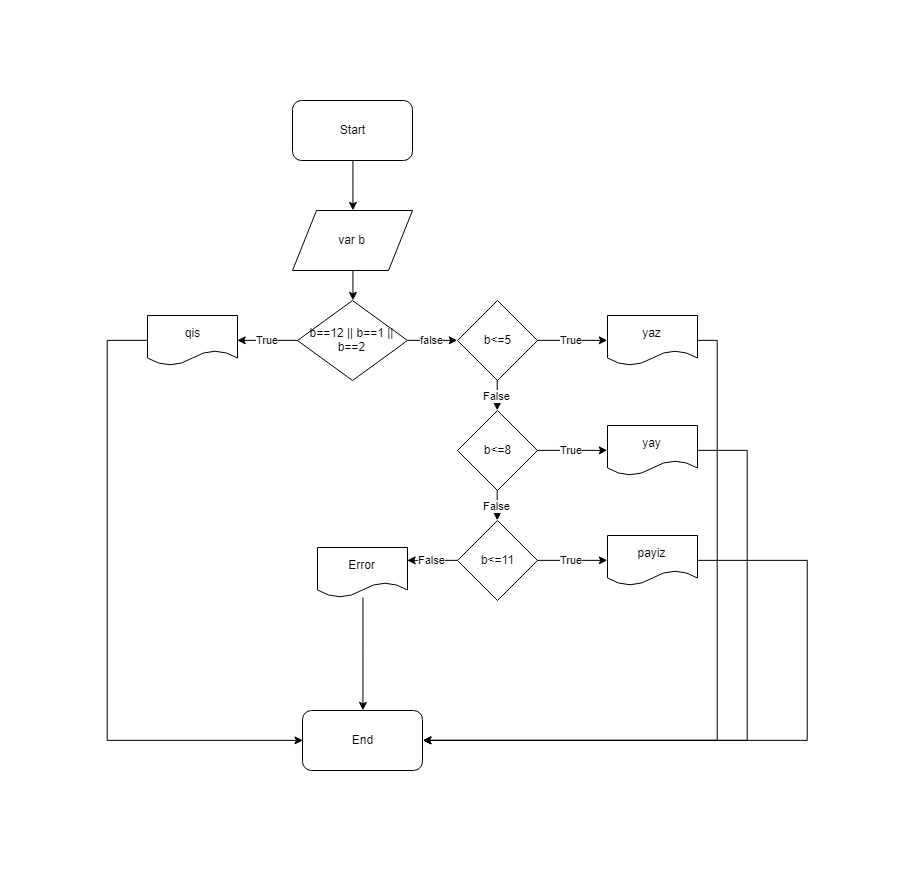 Start
var b
qis
True
b==12 || b==1 ||
b==2
false
b<=5
True
yaz
False
b<=8
True
yay
False
Error
False
b<=11
True
payiz
End